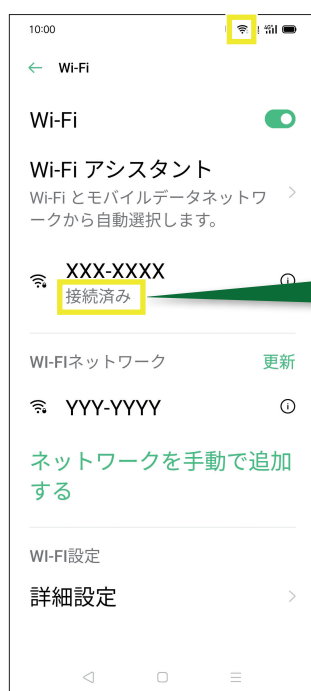 10:00
Wi-Fi
Wi-Fi
Wi-Fi アシスタント
Wi-Fi とモバイルデータネットワ
ークから自動選択します。
XXX-XXXX
接続済み
WI-FIネットワーク 更新
YYY-YYYY
ネットワークを手動で追加
する
WI-FI設定
詳細設定